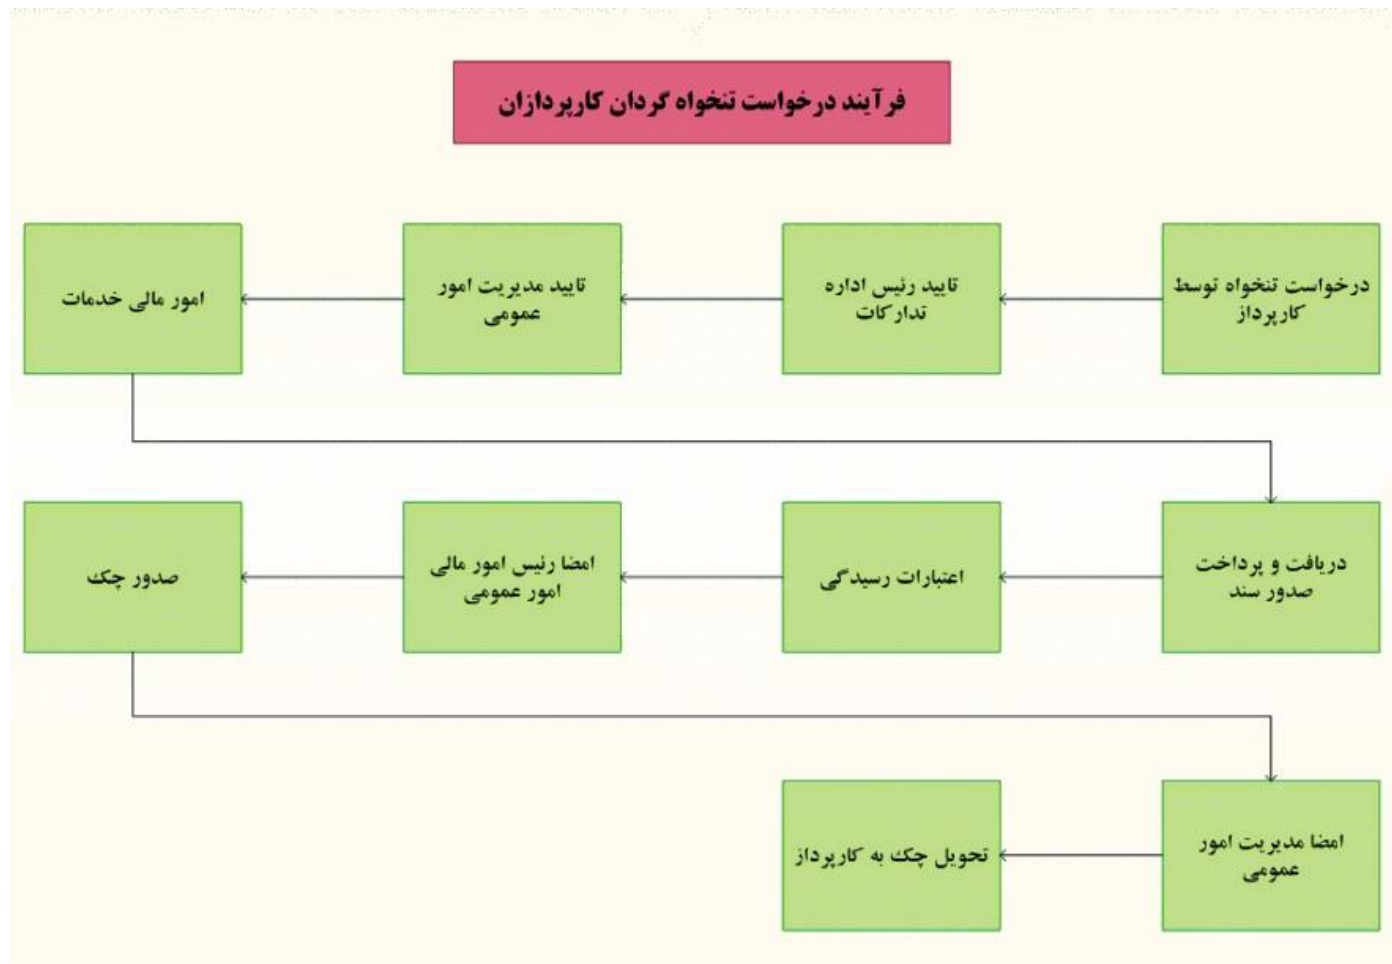 فرآیند درخواست تنخواه گردان کارپردازان
درخواست تنخواه توسط
کارپرداز
تایید رئیس اداره
تدارکات
تایید مدیریت امور
عمومی
امور مالی خدمات
دریافت و پرداخت
صدور سند
اعتبارات رسیدگی
امضا رئیس امور مالی
امور عمومی
صدور چک
امضا مدیریت امور
عمومی
تحویل چک به کارپرداز